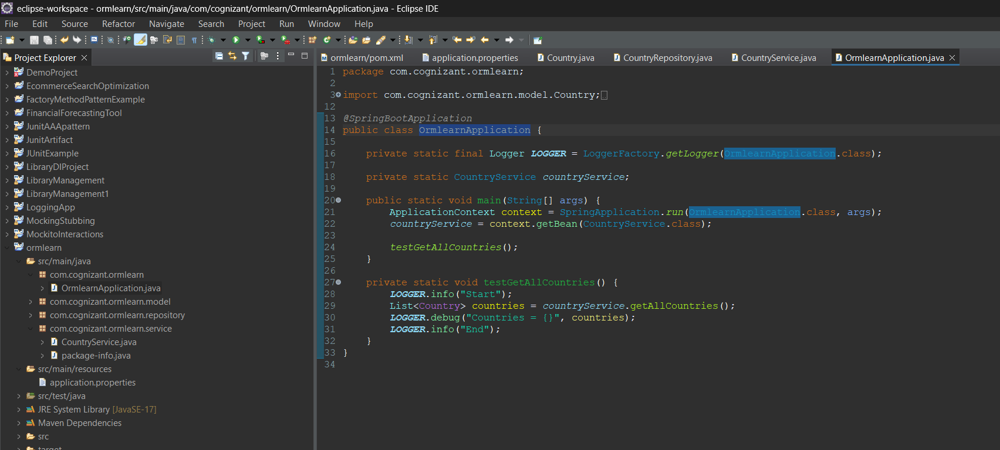 eclipse-workspace - ormlearn/src/main/java/com/cognizant/ormlearn/OrmlearnApplication.java - Eclipse IDE
File Edit Source Refactor Navigate Search Project Run Window Help
Project Explorer
DemoProject
EcommerceSearchOptimization
FactoryMethodPatternExample
FinancialForecastingTool
JunitAAApattern
JunitArtifact
JUnitExample
LibraryDIProject
LibraryManagement
LibraryManagement1
LoggingApp
MockingStubbing
MockitoInteractions
ormlearn
src/main/java
com.cognizant.ormlearn
OrmlearnApplication.java
com.cognizant.ormlearn.model
com.cognizant.ormlearn.repository
com.cognizant.ormlearn.service
CountryService.java
package-info.java
src/main/resources
application.properties
src/test/java
JRE System Library [JavaSE-17]
Maven Dependencies
src
target
ormlearn/pom.xml application.properties Country.java CountryRepository.java CountryService.java OrmlearnApplication.java
1 package com.cognizant.ormlearn;
2
3 import com.cognizant.ormlearn.model.Country;
12
13 @SpringBootApplication
14 public class OrmlearnApplication {
15
16 private static final Logger LOGGER = LoggerFactory.getLogger(OrmlearnApplication.class);
17
18 private static CountryService countryService;
19
20 public static void main(String[] args) {
21 ApplicationContext context = SpringApplication.run(OrmlearnApplication.class, args);
22 countryService = context.getBean(CountryService.class);
23
24 testGetAllCountries();
25 }
26
27 private static void testGetAllCountries() {
28 LOGGER.info("Start");
29 List<Country> countries = countryService.getAllCountries();
30 LOGGER.debug("Countries = {}", countries);
31 LOGGER.info("End");
32 }
33 }
34